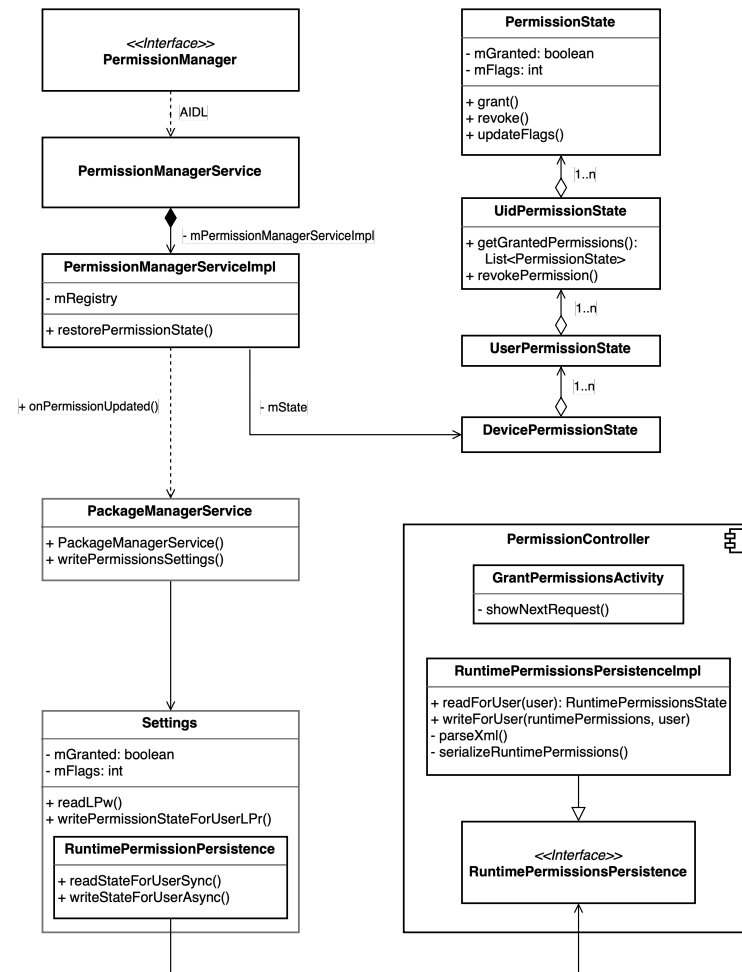 <<Interface>>
PermissionManager
AIDL
PermissionManagerService
- mPermissionManagerServiceImpl
PermissionManagerServiceImpl
- mRegistry
+ restorePermissionState()
+ onPermissionUpdated()
- mState
PackageManagerService
+ PackageManagerService()
+ writePermissionsSettings()
Settings
- mGranted: boolean
- mFlags: int
+ readLPw()
+ writePermissionStateForUserLPr()
RuntimePermissionPersistence
+ readStateForUserSync()
+ writeStateForUserAsync()
PermissionState
- mGranted: boolean
- mFlags: int
+ grant()
+ revoke()
+ updateFlags()
1..n
UidPermissionState
+ getGrantedPermissions():
List<PermissionState>
+ revokePermission()
1..n
UserPermissionState
1..n
DevicePermissionState
PermissionController
GrantPermissionsActivity
- showNextRequest()
RuntimePermissionsPersistenceImpl
+ readForUser(user): RuntimePermissionsState
+ writeForUser(runtimePermissions, user)
- parseXml()
- serializeRuntimePermissions()
<<Interface>>
RuntimePermissionsPersistence